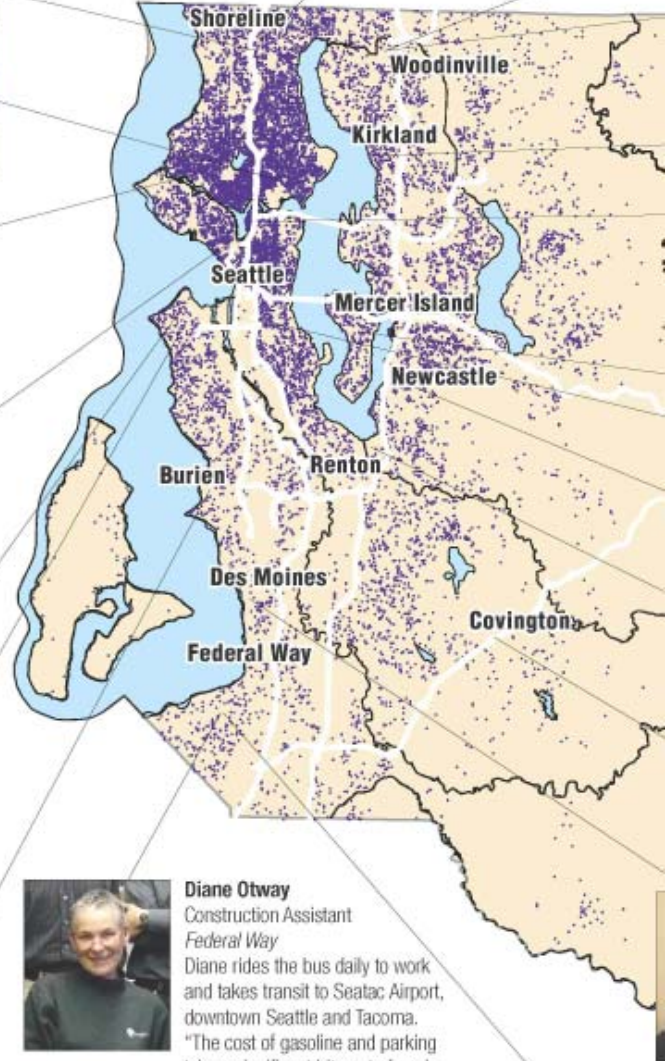 Shoreline
Woodinville
Kirkland
Seattle
Mercer Island
Newcastle
Burien
Renton
Des Moines
Covington
Federal Way
Diane Otway
Construction Assistant
Federal Way
Diane rides the bus daily to work
and takes transit to Seatac Airport,
downtown Seattle and Tacoma.
"The cost of gasoline and parking